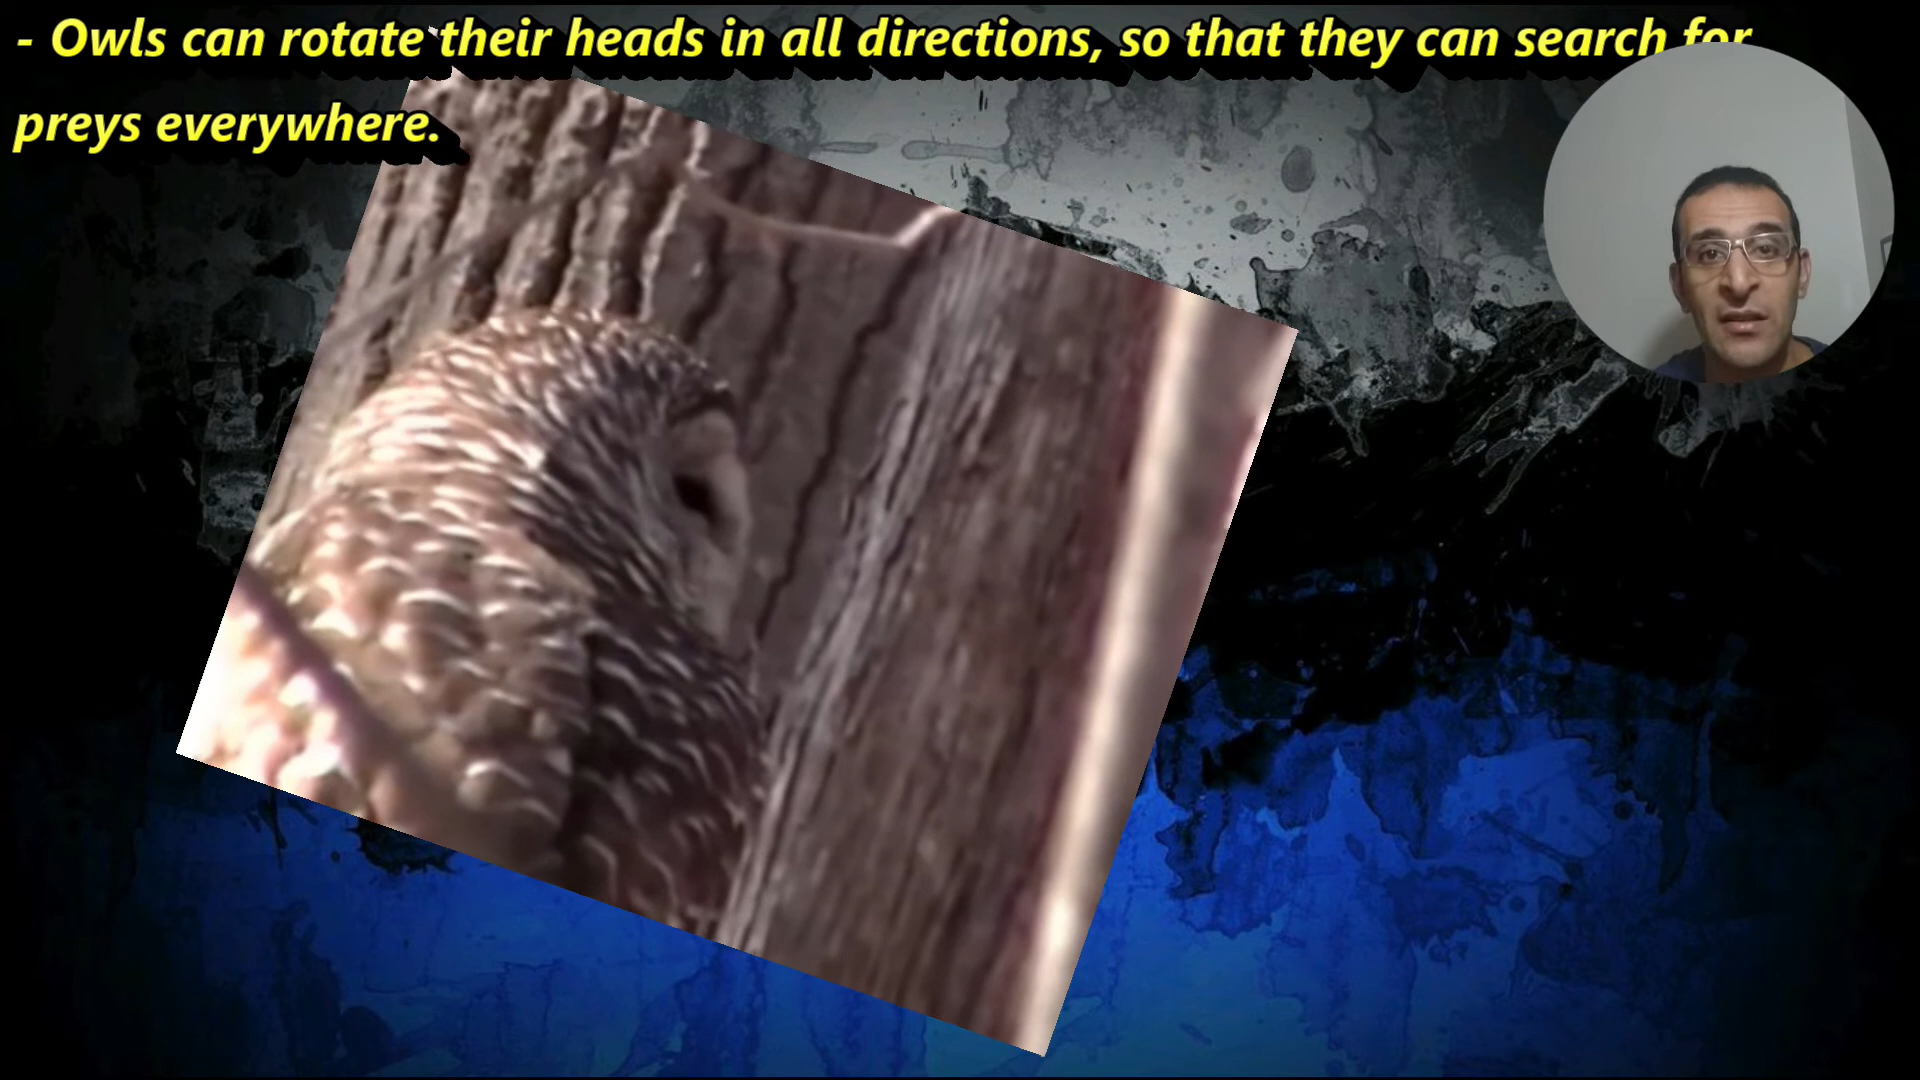 - Owls can rotate their heads in all directions, so that they can search for
preys everywhere.